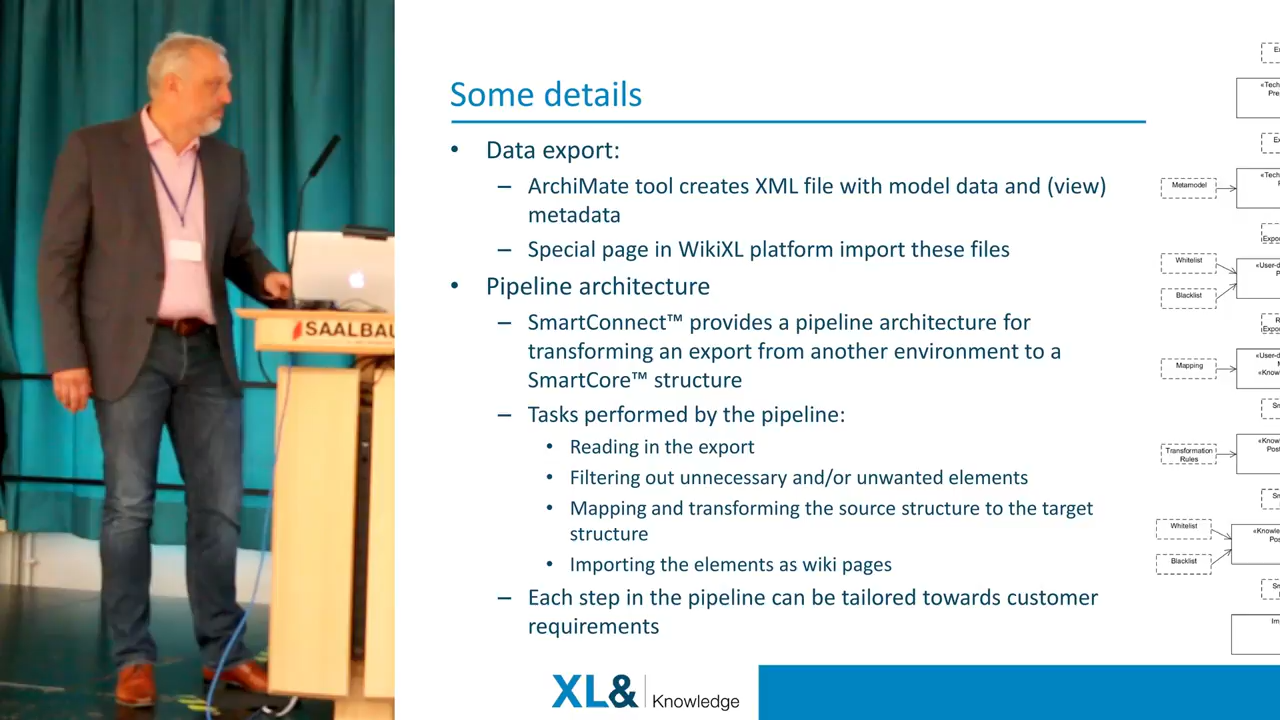 Some details
• Data export:
– ArchiMate tool creates XML file with model data and (view)
metadata
– Special page in WikiXL platform import these files
• Pipeline architecture
– SmartConnect™ provides a pipeline architecture for
transforming an export from another environment to a
SmartCore™ structure
– Tasks performed by the pipeline:
• Reading in the export
• Filtering out unnecessary and/or unwanted elements
• Mapping and transforming the source structure to the target
structure
• Importing the elements as wiki pages
– Each step in the pipeline can be tailored towards customer
requirements
XL& Knowledge
SAALBAU
Metamodel
Whitelist
Blacklist
Mapping
Transformation
Rules
Whitelist
Blacklist